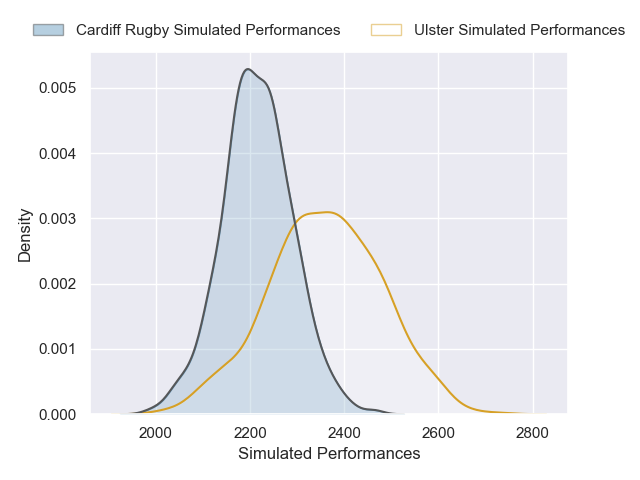 Cardiff Rugby Simulated Performances Ulster Simulated Performances
0.005
0.004
0.003
0.002
0.001
0.000
Density
2000 2200 2400 2600 2800
Simulated Performances